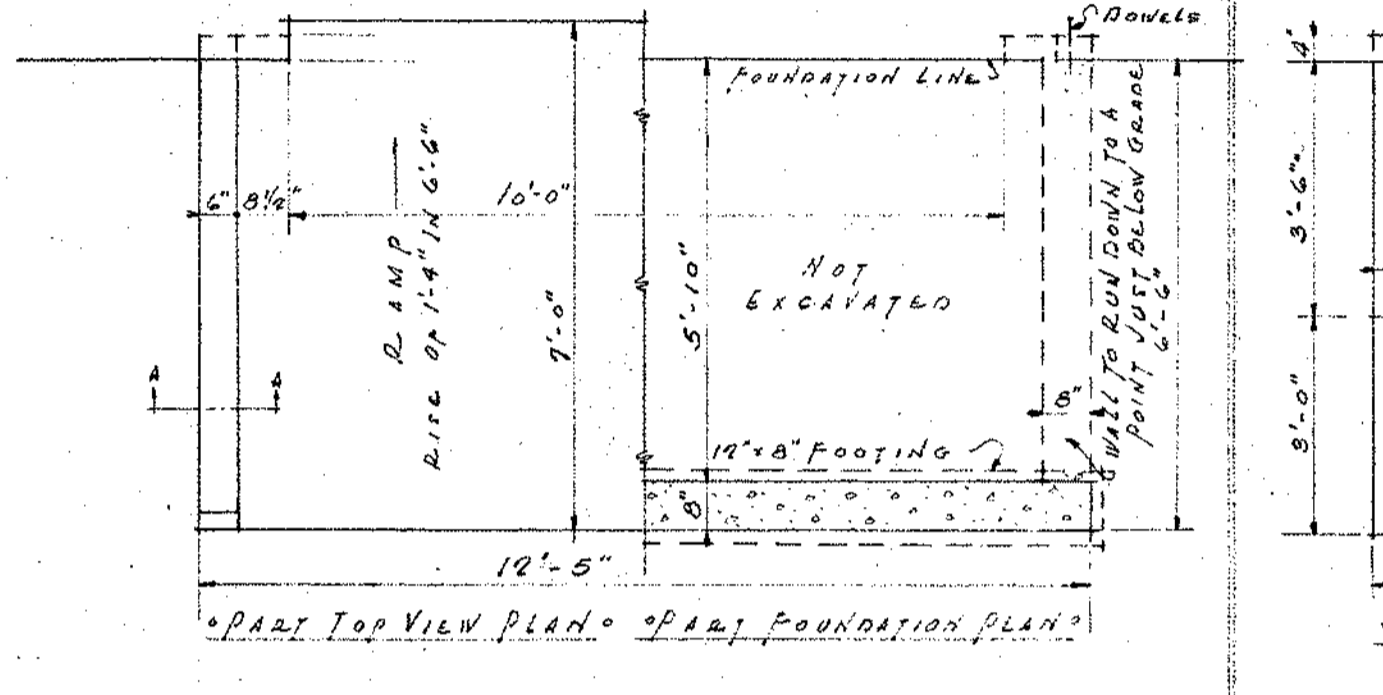 DOWELS
FOUNDATION LINE
4"
6"
8½"
10'-0"
RAMP
RISE OF 1'-4" IN 6'-6"
7'-0"
5'-10"
NOT
EXCAVATED
WALL TO RUN DOWN TO A
POINT JUST BELOW GRADE
6'-6"
3'-6"
3'-0"
A
A
8"
12"x8" FOOTING
8"
12'-5"
PART TOP VIEW PLAN
PART FOUNDATION PLAN